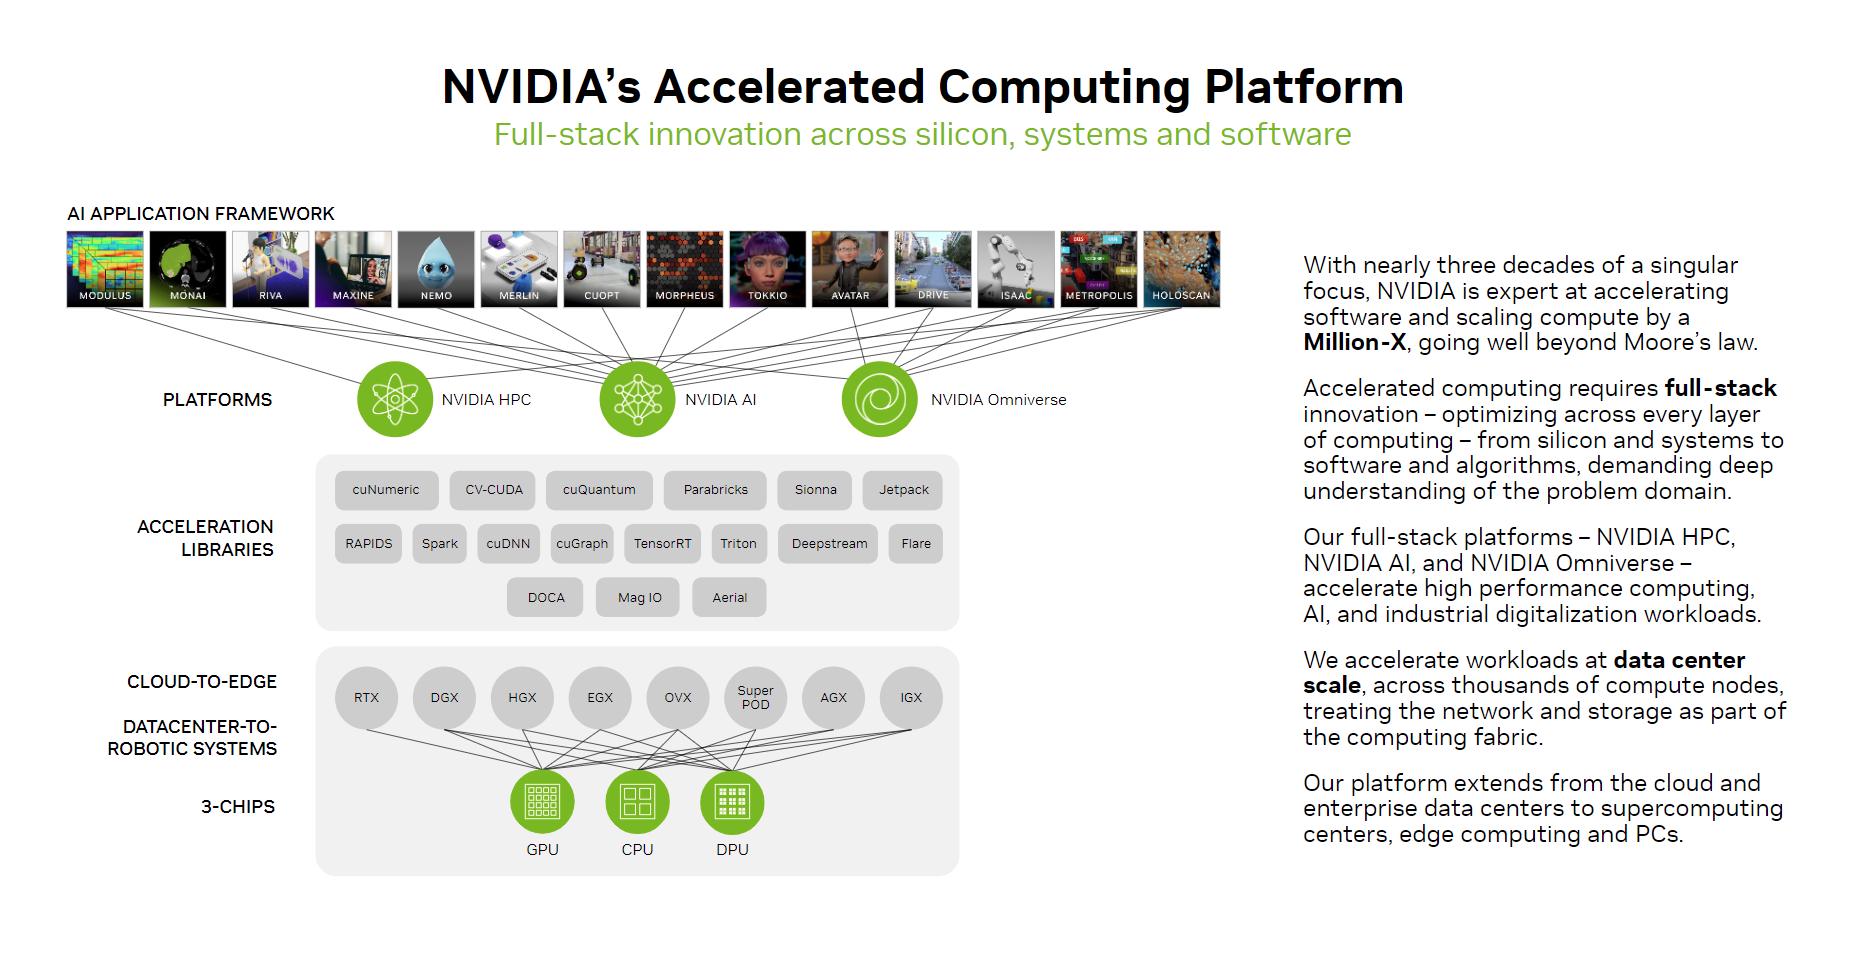 NVIDIA’s Accelerated Computing Platform
Full-stack innovation across silicon, systems and software
AI APPLICATION FRAMEWORK
MODULUS
MONAI
RIVA
MAXINE
NEMO
MERLIN
CUOPT
MORPHEUS
TOKKIO
AVATAR
DRIVE
ISAAC
METROPOLIS
HOLOSCAN
PLATFORMS
NVIDIA HPC
NVIDIA AI
NVIDIA Omniverse
ACCELERATION
LIBRARIES
cuNumeric
CV-CUDA
cuQuantum
Parabricks
Sionna
Jetpack
RAPIDS
Spark
cuDNN
cuGraph
TensorRT
Triton
Deepstream
Flare
DOCA
Mag IO
Aerial
CLOUD-TO-EDGE
DATACENTER-TO-
ROBOTIC SYSTEMS
3-CHIPS
RTX
DGX
HGX
EGX
OVX
Super
POD
AGX
IGX
GPU
CPU
DPU
With nearly three decades of a singular
focus, NVIDIA is expert at accelerating
software and scaling compute by a
Million-X, going well beyond Moore’s law.
Accelerated computing requires full-stack
innovation – optimizing across every layer
of computing – from silicon and systems to
software and algorithms, demanding deep
understanding of the problem domain.
Our full-stack platforms – NVIDIA HPC,
NVIDIA AI, and NVIDIA Omniverse –
accelerate high performance computing,
AI, and industrial digitalization workloads.
We accelerate workloads at data center
scale, across thousands of compute nodes,
treating the network and storage as part of
the computing fabric.
Our platform extends from the cloud and
enterprise data centers to supercomputing
centers, edge computing and PCs.